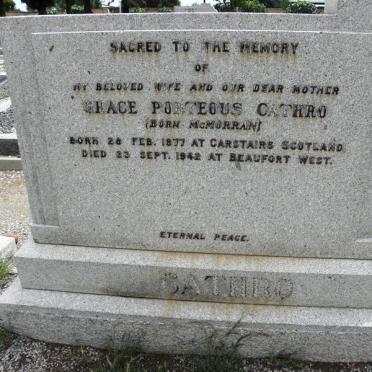 SACRED TO THE MEMORY
OF
MY BELOVED WIFE AND OUR DEAR MOTHER
GRACE PORTEOUS CATHRO
(BORN McMORRAN)
BORN 28 FEB. 1877 AT CARSTAIRS SCOTLAND
DIED 23 SEPT. 1942 AT BEAUFORT WEST.
ETERNAL PEACE.
CATHRO